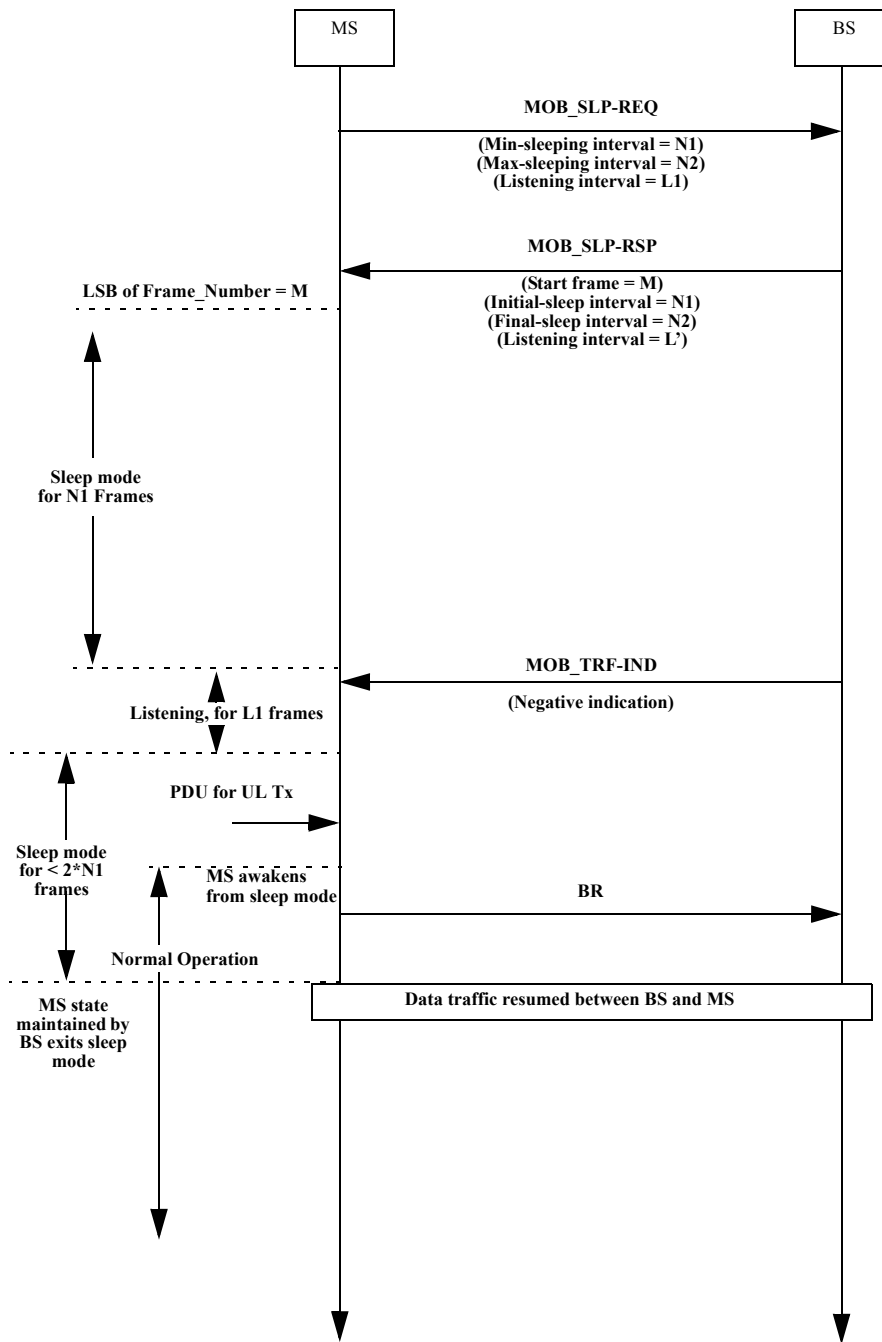 MS
BS
MOB_SLP-REQ
(Min-sleeping interval = N1)
(Max-sleeping interval = N2)
(Listening interval = L1)
MOB_SLP-RSP
(Start frame = M)
(Initial-sleep interval = N1)
(Final-sleep interval = N2)
(Listening interval = L’)
LSB of Frame_Number = M
Sleep mode
for N1 Frames
MOB_TRF-IND
(Negative indication)
Listening, for L1 frames
PDU for UL Tx
Sleep mode
for < 2*N1
frames
MS awakens
from sleep mode
BR
Normal Operation
Data traffic resumed between BS and MS
MS state
maintained by
BS exits sleep
mode